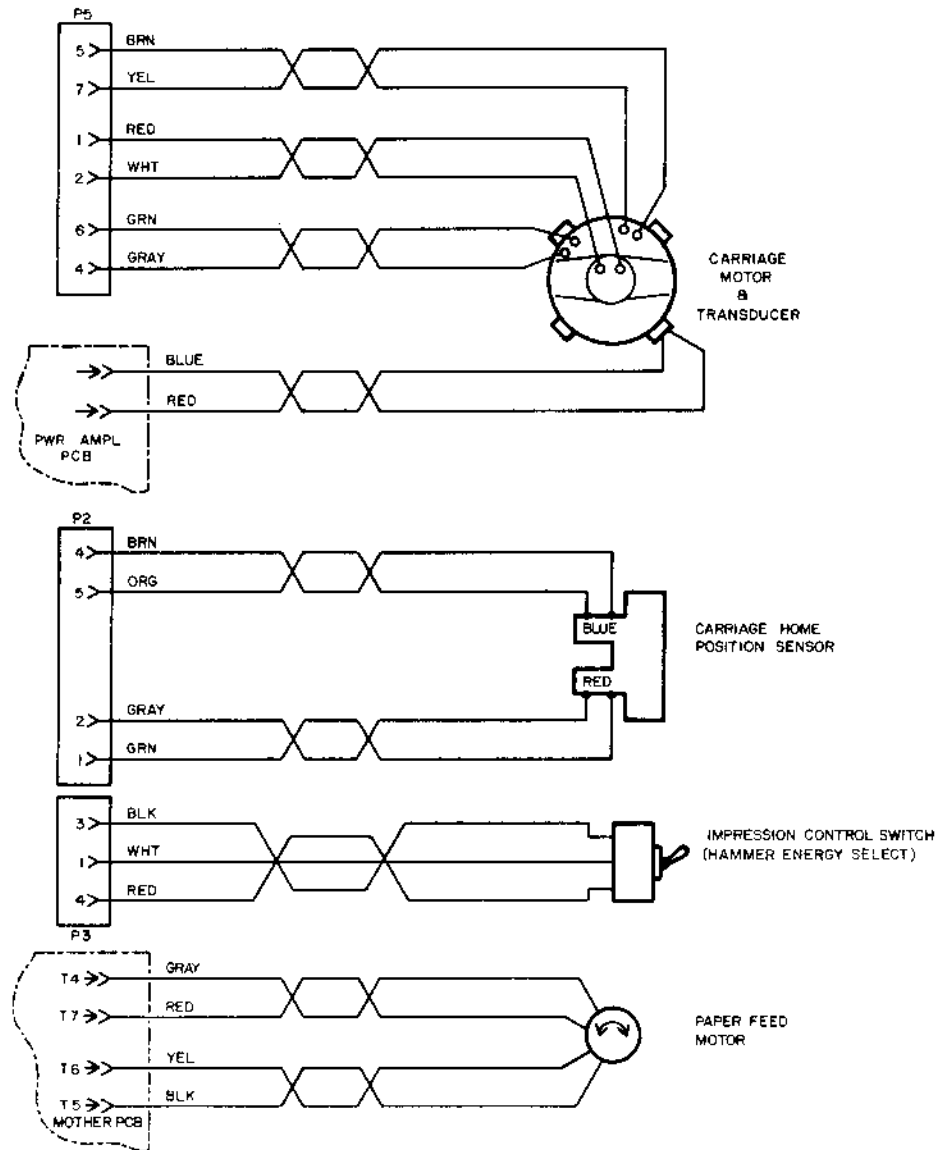 P5
5 BRN
7 YEL
1 RED
2 WHT
6 GRN
4 GRAY
CARRIAGE
MOTOR
&
TRANSDUCER
BLUE
RED
PWR AMPL
PCB
P2
4 BRN
5 ORG
BLUE
RED
CARRIAGE HOME
POSITION SENSOR
2 GRAY
1 GRN
3 BLK
1 WHT
4 RED
P3
IMPRESSION CONTROL SWITCH
(HAMMER ENERGY SELECT)
T4 GRAY
T7 RED
T6 YEL
T5 BLK
MOTHER PCB
PAPER FEED
MOTOR